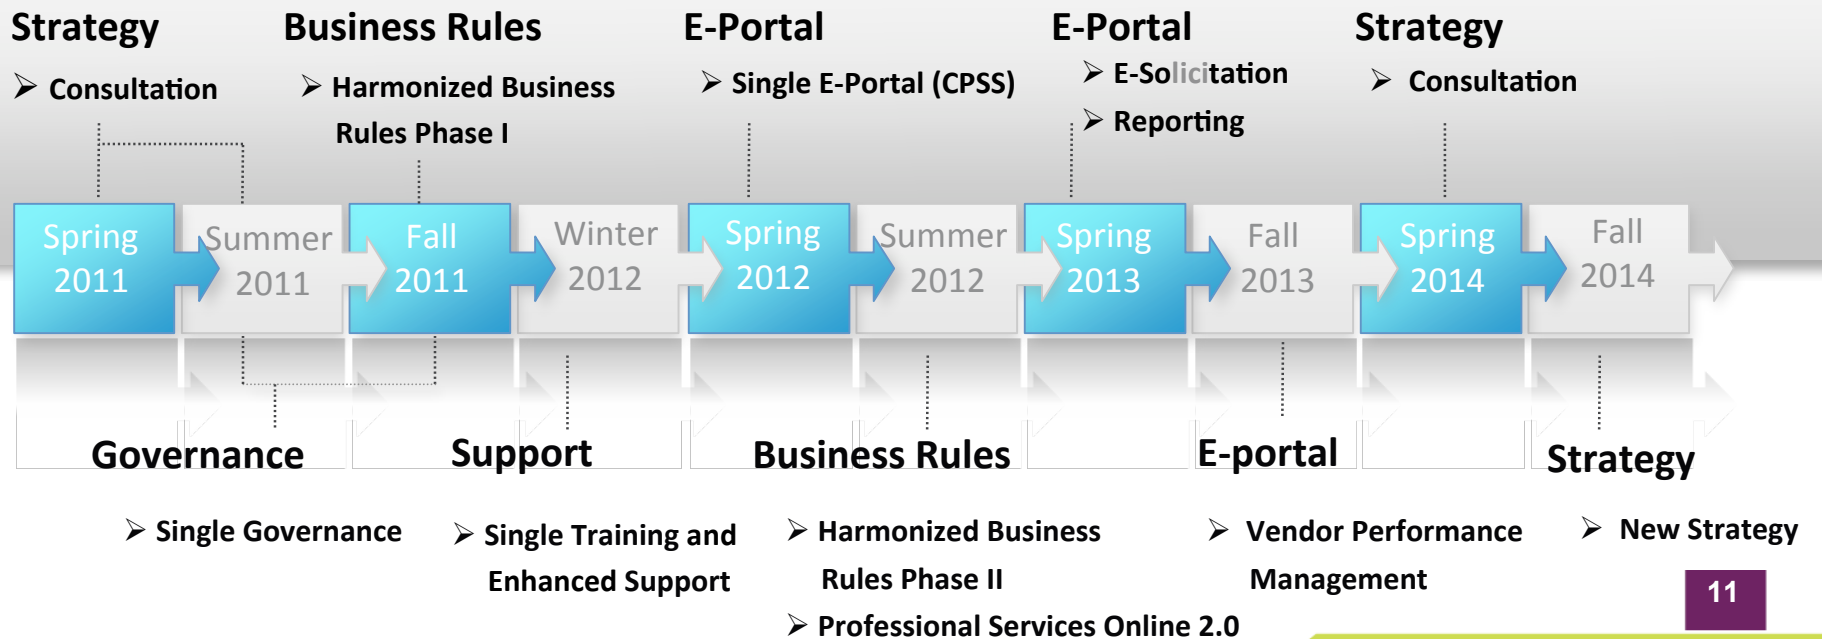 Strategy
➢ Consultation
Business Rules
➢ Harmonized Business
Rules Phase I
E-Portal
➢ Single E-Portal (CPSS)
E-Portal
➢ E-Solicitation
➢ Reporting
Strategy
➢ Consultation
Spring
2011
Summer
2011
Fall
2011
Winter
2012
Spring
2012
Summer
2012
Spring
2013
Fall
2013
Spring
2014
Fall
2014
Governance
➢ Single Governance
Support
➢ Single Training and
Enhanced Support
Business Rules
➢ Harmonized Business
Rules Phase II
➢ Professional Services Online 2.0
E-portal
➢ Vendor Performance
Management
Strategy
➢ New Strategy
11